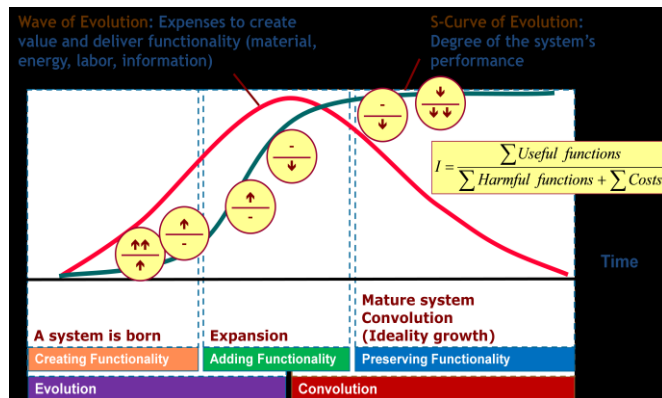 Wave of Evolution: Expenses to create
value and deliver functionality (material,
energy, labor, information)
S-Curve of Evolution:
Degree of the system's
performance
-
↓
↓
↓↓
-
↓
↑
-
↑
-
↑↑
↑
I = ∑ Useful functions / ∑ Harmful functions + ∑ Costs
Time
A system is born
Expansion
Mature system
Convolution
(Ideality growth)
Creating Functionality
Adding Functionality
Preserving Functionality
Evolution
Convolution